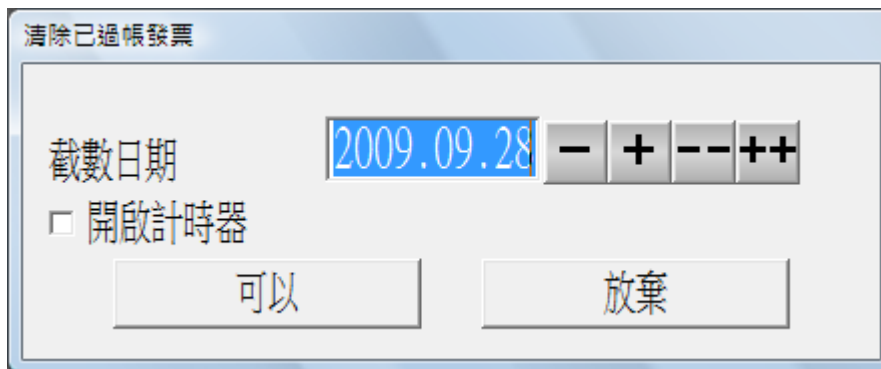 清除已過帳發票
截數日期 2009.09.28 - + -- ++
開啟計時器
可以 放棄